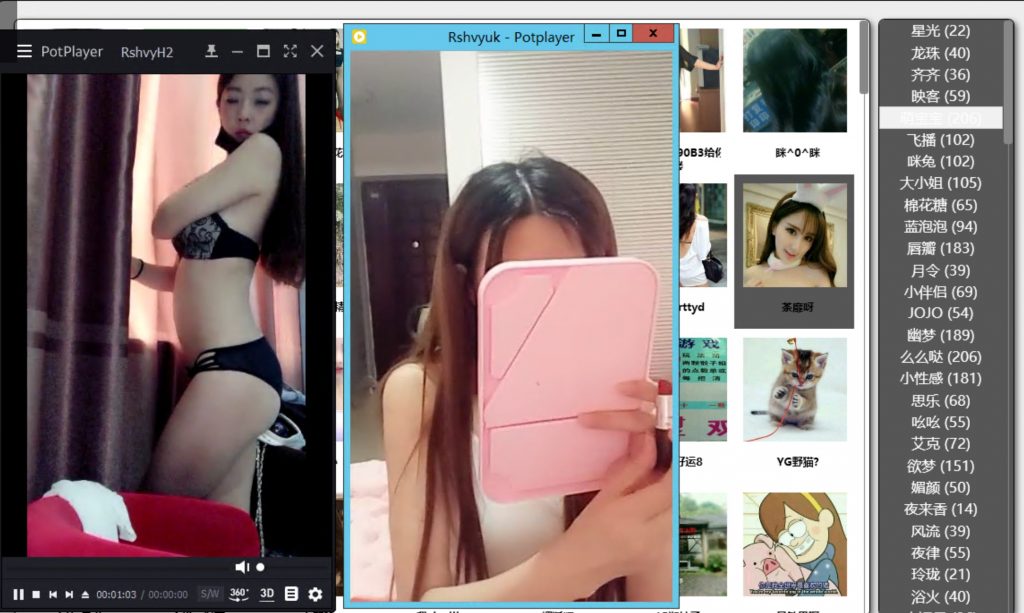 PotPlayer RshvyH2
Rshvyuk - Potplayer
00:01:03 / 00:00:00 S/W 360° 3D
90B3给你
眯^0^眯
rttyd
荼靡呀
游戏
好运8
YG野猫?
星光 (22)
龙珠 (40)
齐齐 (36)
映客 (59)
萌宝宝 (206)
飞播 (102)
咪兔 (102)
大小姐 (105)
棉花糖 (65)
蓝泡泡 (94)
唇瓣 (183)
月令 (39)
小伴侣 (69)
JOJO (54)
幽梦 (189)
么么哒 (206)
小性感 (181)
思乐 (68)
吆吆 (55)
艾克 (72)
欲梦 (151)
媚颜 (50)
夜来香 (14)
风流 (39)
夜律 (55)
玲珑 (21)
浴火 (40)